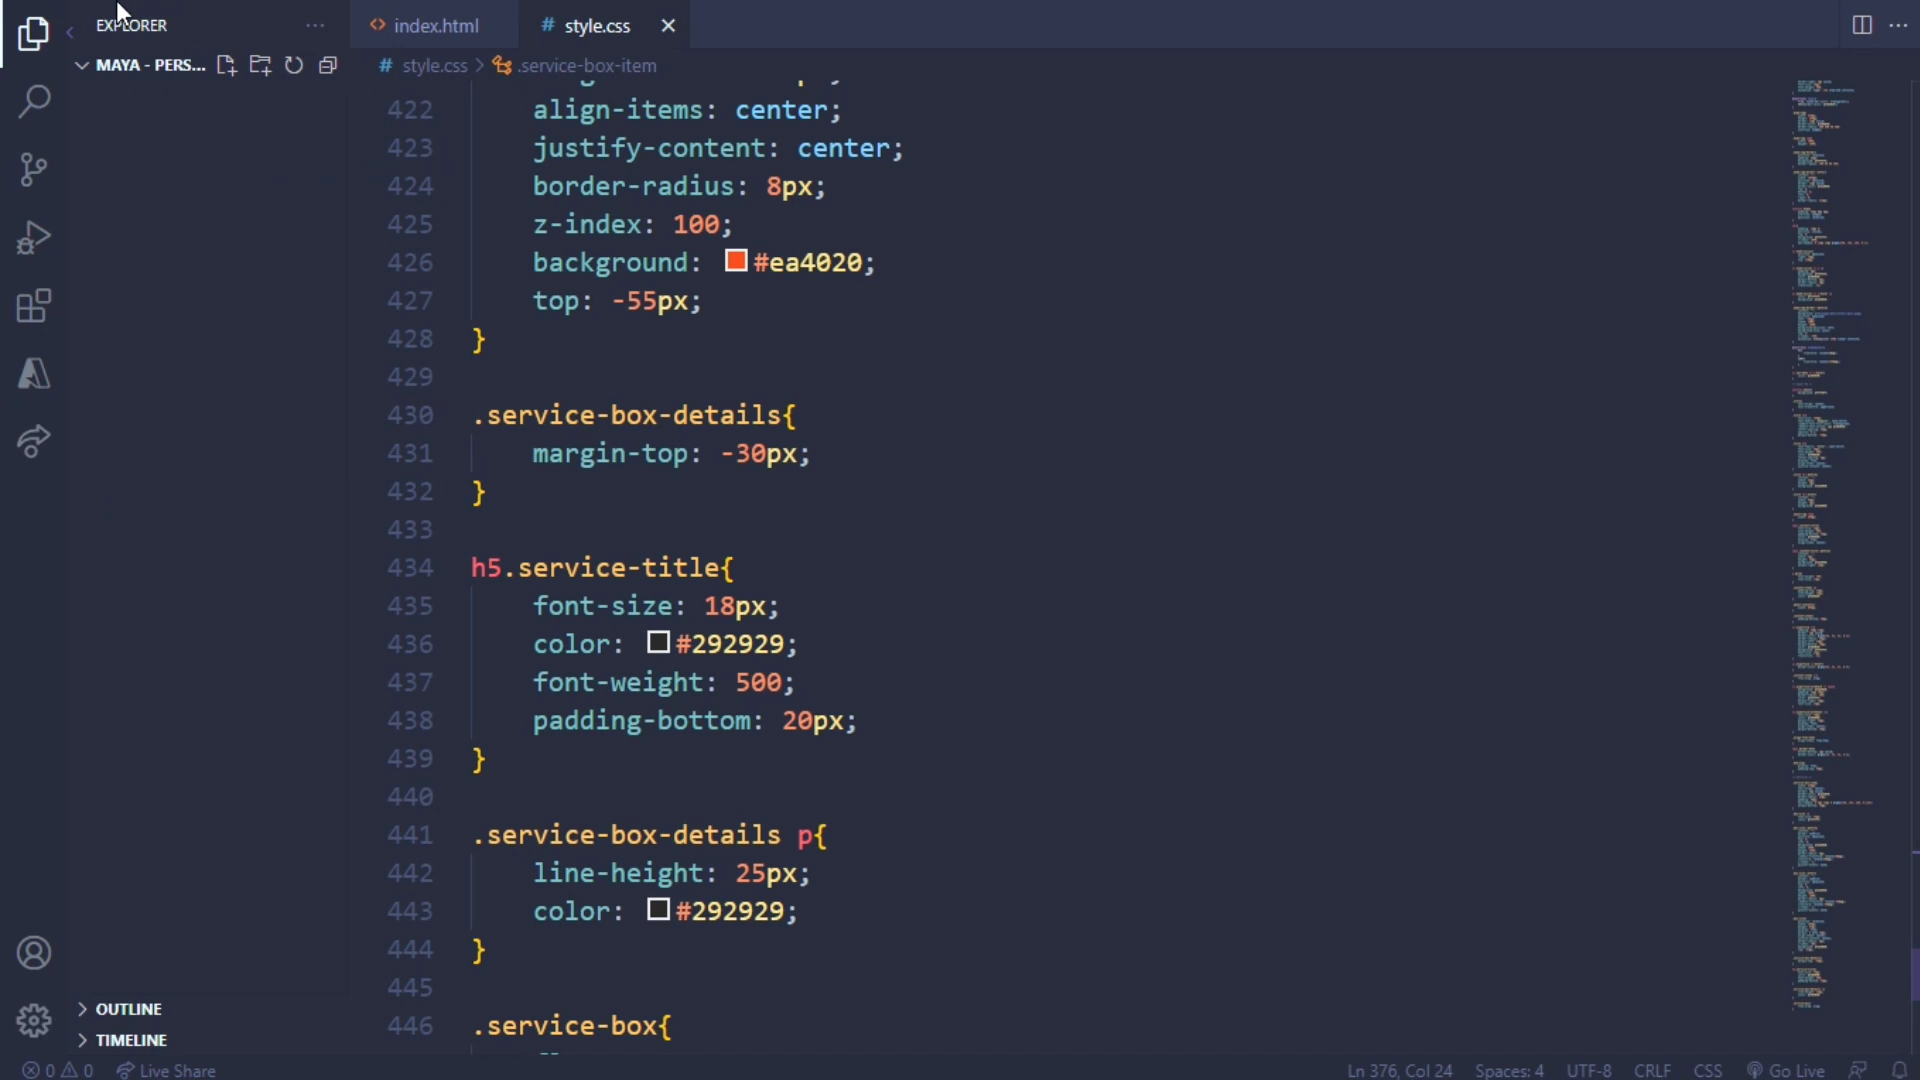 EXPLORER
index.html
style.css
MAYA - PERS...
style.css > .service-box-item
422 align-items: center;
423 justify-content: center;
424 border-radius: 8px;
425 z-index: 100;
426 background: #ea4020;
427 top: -55px;
428 }
429
430 .service-box-details{
431 margin-top: -30px;
432 }
433
434 h5.service-title{
435 font-size: 18px;
436 color: #292929;
437 font-weight: 500;
438 padding-bottom: 20px;
439 }
440
441 .service-box-details p{
442 line-height: 25px;
443 color: #292929;
444 }
445
446 .service-box{
OUTLINE
TIMELINE
0 0 Live Share
Ln 376, Col 24 Spaces: 4 UTF-8 CRLF CSS Go Live